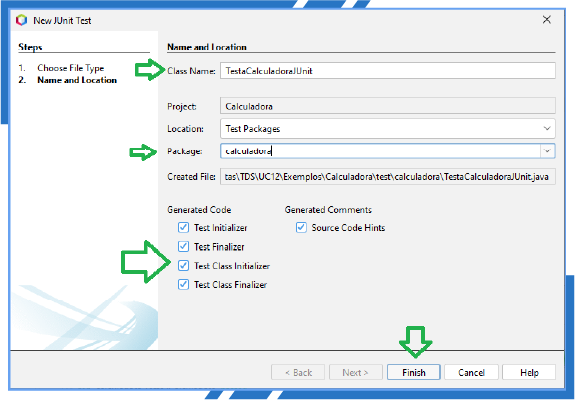 New JUnit Test
Steps
1. Choose File Type
2. Name and Location
Name and Location
Class Name: TestaCalculadoraJUnit
Project: Calculadora
Location: Test Packages
Package: calculadora
Created File: tas\TDS\UC12\Exemplos\Calculadora\test\calculadora\TestaCalculadoraJUnit.java
Generated Code
Generated Comments
Test Initializer
Source Code Hints
Test Finalizer
Test Class Initializer
Test Class Finalizer
< Back
Next >
Finish
Cancel
Help